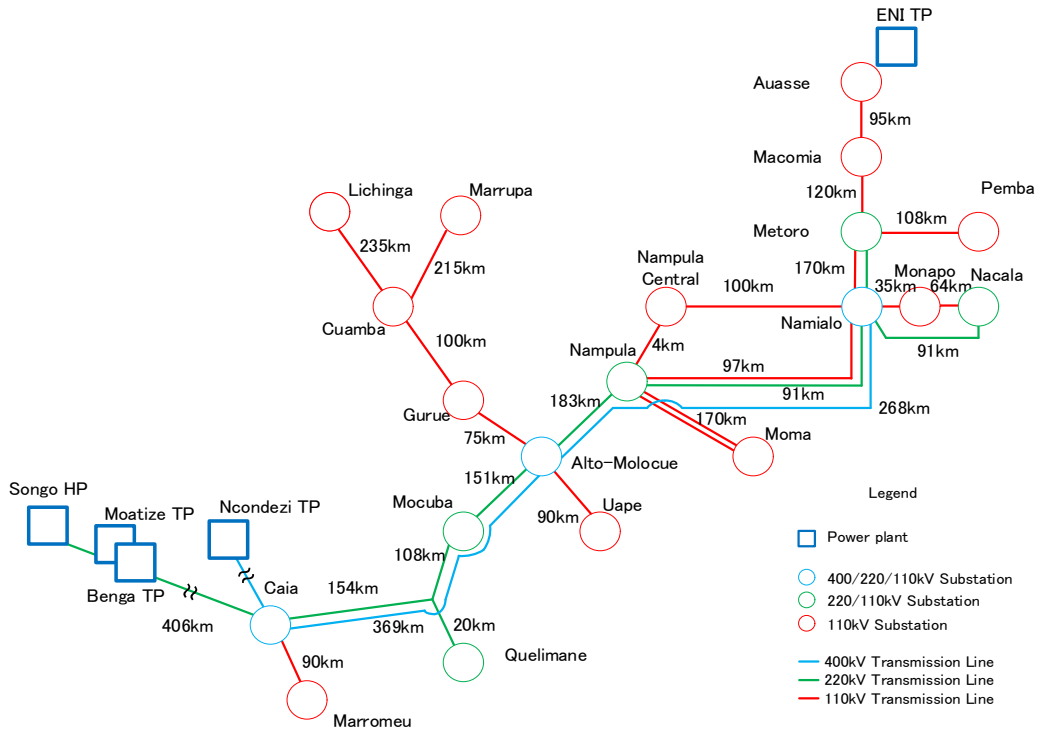 ENI TP
Auasse
95km
Macomia
120km
Pemba
Lichinga
Marrupa
108km
Metoro
235km
215km
Nampula
Central
170km
Monapo
Nacala
100km
35km
64km
Cuamba
Namialo
100km
4km
Nampula
91km
97km
91km
183km
268km
Gurue
170km
75km
Moma
Alto-Molocue
151km
Songo HP
Moatize TP
Ncondezi TP
Mocuba
Uape
90km
Legend
Power plant
108km
Benga TP
Caia
154km
400/220/110kV Substation
220/110kV Substation
110kV Substation
406km
369km
20km
Quelimane
90km
400kV Transmission Line
220kV Transmission Line
110kV Transmission Line
Marromeu